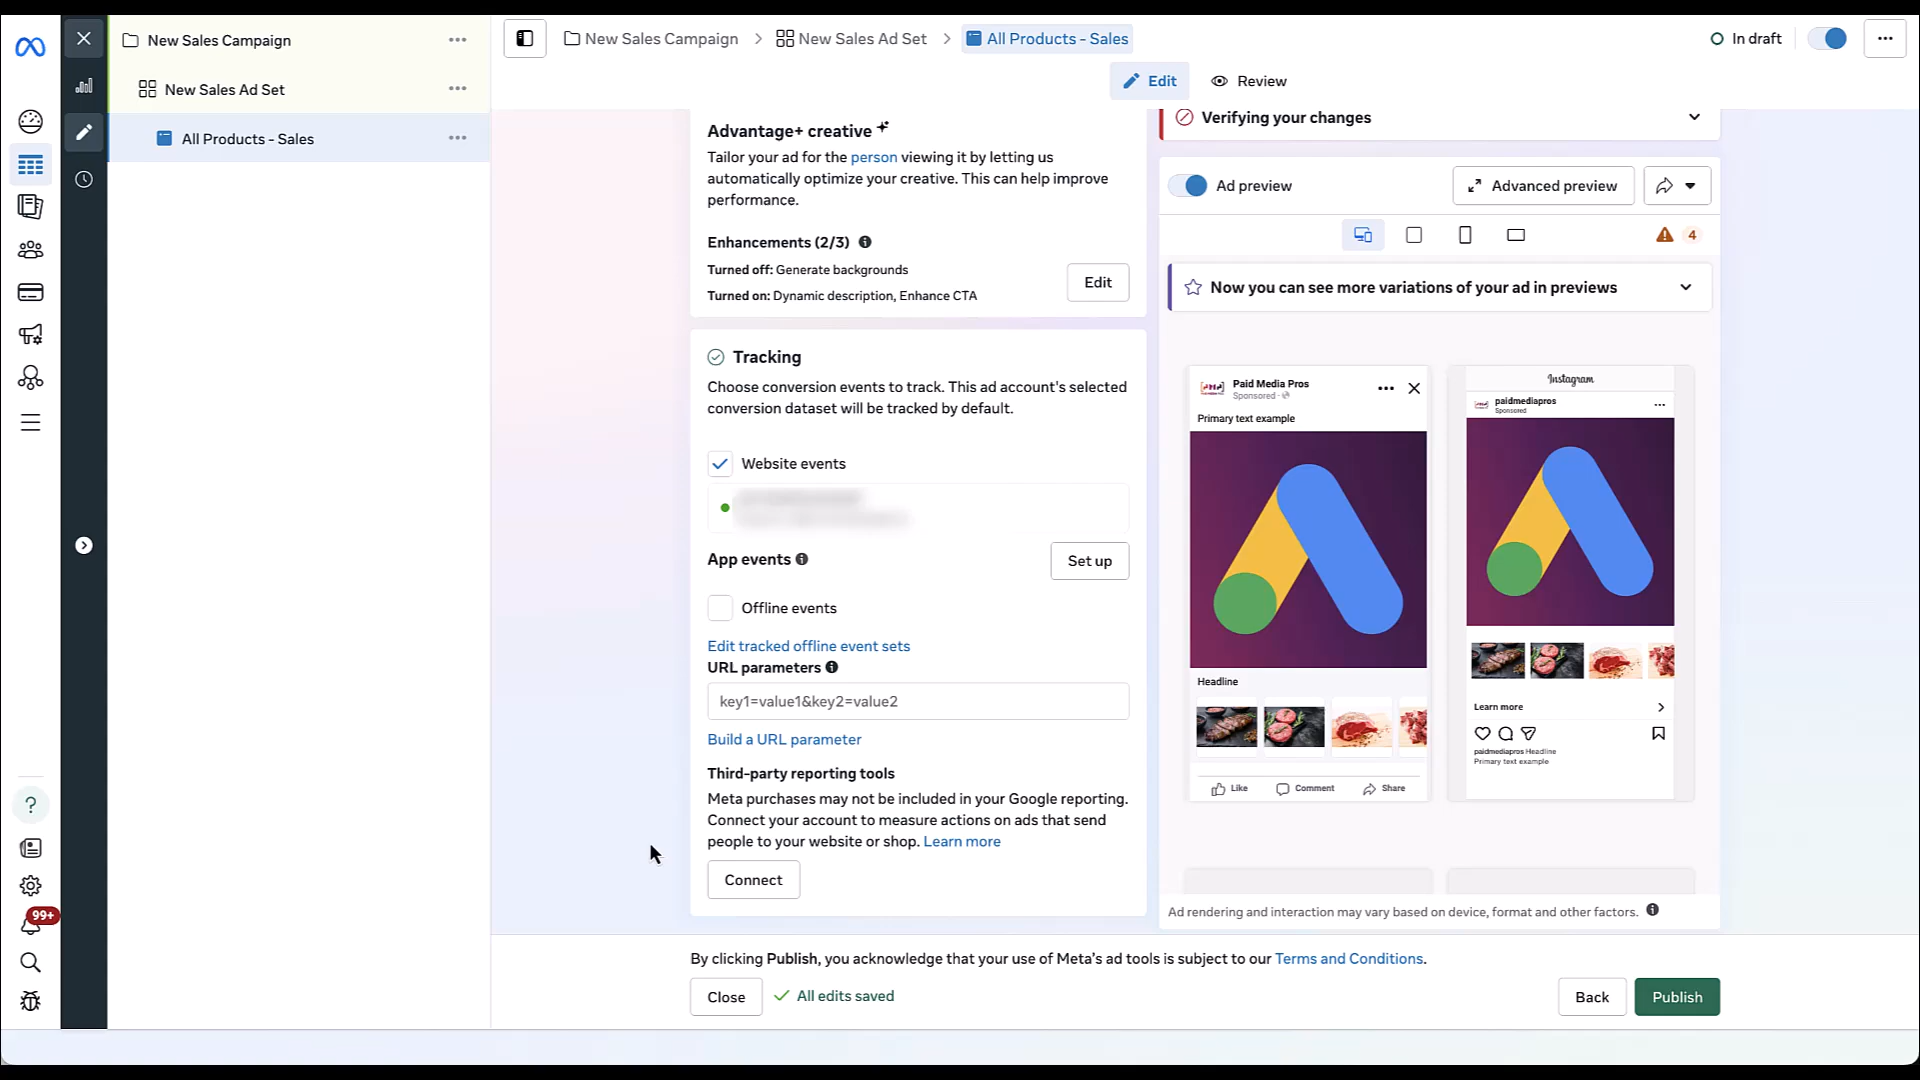 New Sales Campaign
New Sales Ad Set
All Products - Sales
New Sales Campaign
New Sales Ad Set
All Products - Sales
In draft
Edit
Review
Advantage+ creative
Tailor your ad for the person viewing it by letting us
automatically optimize your creative. This can help improve
performance.
Enhancements (2/3)
Turned off: Generate backgrounds
Turned on: Dynamic description, Enhance CTA
Edit
Tracking
Choose conversion events to track. This ad account's selected
conversion dataset will be tracked by default.
Website events
App events
Set up
Offline events
Edit tracked offline event sets
URL parameters
key1=value1&key2=value2
Build a URL parameter
Third-party reporting tools
Meta purchases may not be included in your Google reporting.
Connect your account to measure actions on ads that send
people to your website or shop. Learn more
Connect
Verifying your changes
Ad preview
Advanced preview
4
Now you can see more variations of your ad in previews
Paid Media Pros
Sponsored
Primary text example
Headline
Like
Comment
Share
Instagram
paidmediapros
Sponsored
Learn more
paidmediapros Headline
Primary text example
Ad rendering and interaction may vary based on device, format and other factors.
By clicking Publish, you acknowledge that your use of Meta's ad tools is subject to our Terms and Conditions.
Close
All edits saved
Back
Publish
?
99+